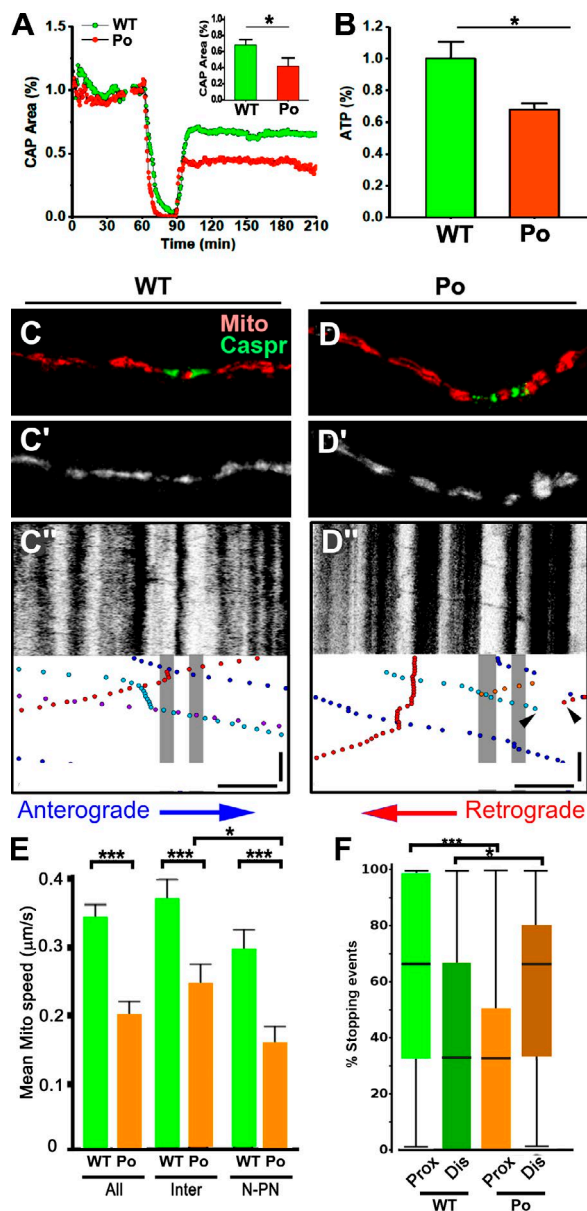 A
WT
Po
CAP Area (%)
1.0
0.5
0.0
0 30 60 90 120 150 180 210
Time (min)
CAP Area (%)
1.0
0.8
0.6
0.4
0.2
0.0
*
WT Po
B
ATP (%)
1.2
1.0
0.8
0.6
0.4
0.2
0.0
*
WT Po
WT
Po
C
Mito
Caspr
D
C'
D'
C"
D"
Anterograde
Retrograde
E
Mean Mito speed (μm/s)
0.4
0.3
0.2
0.1
0
*
*** *** ***
WT Po WT Po WT Po
All Inter N-PN
F
% Stopping events
100
80
60
40
20
0
***
*
Prox Dis Prox Dis
WT Po